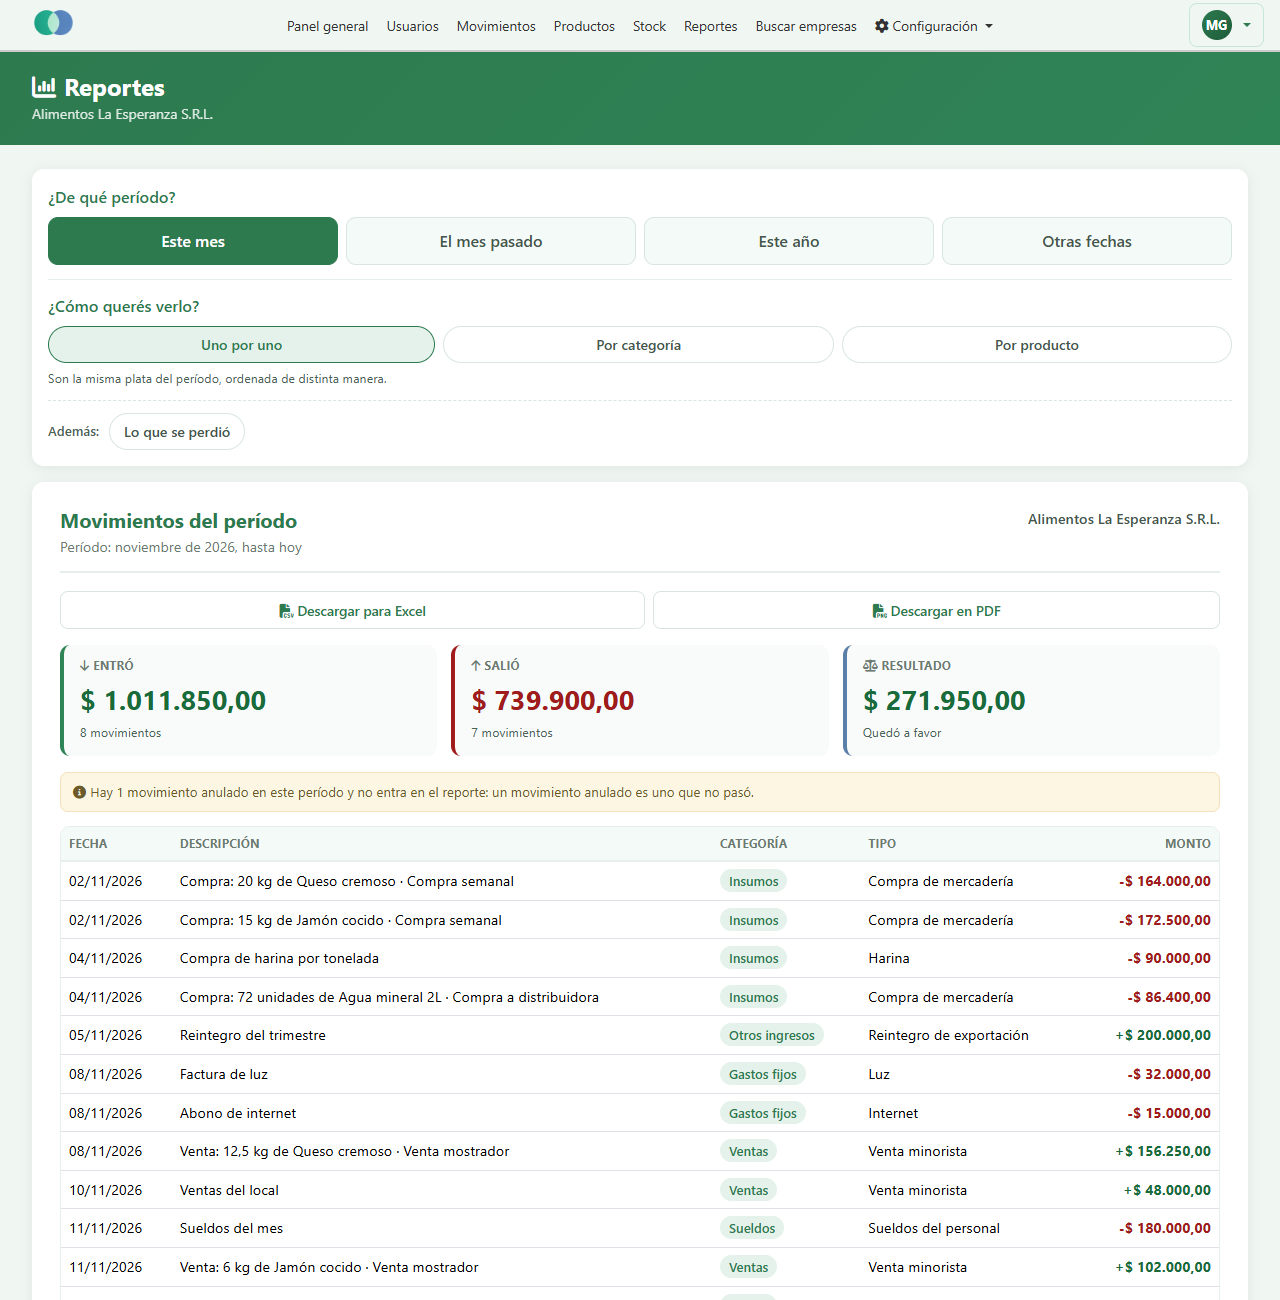 Panel general Usuarios Movimientos Productos Stock Reportes Buscar empresas Configuración MG
Reportes
Alimentos La Esperanza S.R.L.
¿De qué período?
Este mes El mes pasado Este año Otras fechas
¿Cómo querés verlo?
Uno por uno Por categoría Por producto
Son la misma plata del período, ordenada de distinta manera.
Además: Lo que se perdió
Movimientos del período Alimentos La Esperanza S.R.L.
Período: noviembre de 2026, hasta hoy
Descargar para Excel Descargar en PDF
ENTRÓ SALIÓ RESULTADO
$ 1.011.850,00 $ 739.900,00 $ 271.950,00
8 movimientos 7 movimientos Quedó a favor
Hay 1 movimiento anulado en este período y no entra en el reporte: un movimiento anulado es uno que no pasó.
FECHA DESCRIPCIÓN CATEGORÍA TIPO MONTO
02/11/2026 Compra: 20 kg de Queso cremoso · Compra semanal Insumos Compra de mercadería -$ 164.000,00
02/11/2026 Compra: 15 kg de Jamón cocido · Compra semanal Insumos Compra de mercadería -$ 172.500,00
04/11/2026 Compra de harina por tonelada Insumos Harina -$ 90.000,00
04/11/2026 Compra: 72 unidades de Agua mineral 2L · Compra a distribuidora Insumos Compra de mercadería -$ 86.400,00
05/11/2026 Reintegro del trimestre Otros ingresos Reintegro de exportación +$ 200.000,00
08/11/2026 Factura de luz Gastos fijos Luz -$ 32.000,00
08/11/2026 Abono de internet Gastos fijos Internet -$ 15.000,00
08/11/2026 Venta: 12,5 kg de Queso cremoso · Venta mostrador Ventas Venta minorista +$ 156.250,00
10/11/2026 Ventas del local Ventas Venta minorista +$ 48.000,00
11/11/2026 Sueldos del mes Sueldos Sueldos del personal -$ 180.000,00
11/11/2026 Venta: 6 kg de Jamón cocido · Venta mostrador Ventas Venta minorista +$ 102.000,00